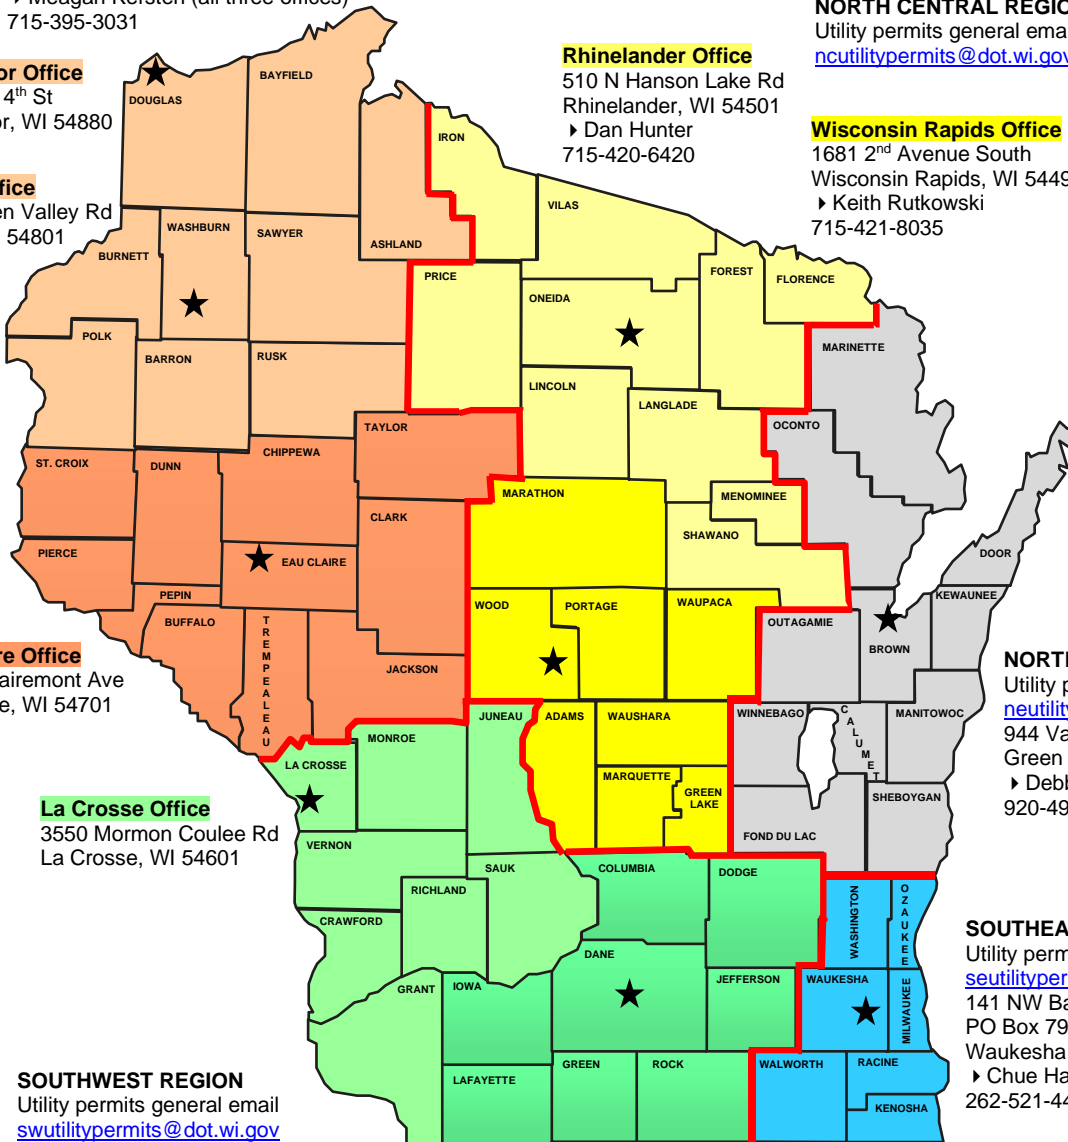 Meagan Kersten (all three offices)
715-395-3031
or Office
4th St
or, WI 54880
fice
en Valley Rd
54801
Rhinelander Office
510 N Hanson Lake Rd
Rhinelander, WI 54501
Dan Hunter
715-420-6420
NORTH CENTRAL REGIO
Utility permits general emai
ncutilitypermits@dot.wi.gov
Wisconsin Rapids Office
1681 2nd Avenue South
Wisconsin Rapids, WI 5449
Keith Rutkowski
715-421-8035
DOUGLAS
BAYFIELD
IRON
VILAS
WASHBURN
SAWYER
ASHLAND
BURNETT
PRICE
ONEIDA
FOREST
FLORENCE
POLK
BARRON
RUSK
LINCOLN
LANGLADE
MARINETTE
OCONTO
TAYLOR
CHIPPEWA
ST. CROIX
DUNN
CLARK
MARATHON
MENOMINEE
SHAWANO
PIERCE
EAU CLAIRE
DOOR
PEPIN
BUFFALO
TREMPEALEAU
JACKSON
WOOD
PORTAGE
WAUPACA
OUTAGAMIE
BROWN
KEWAUNEE
re Office
airemont Ave
e, WI 54701
NORTH
Utility p
neutility
944 Va
Green
Debb
920-49
JUNEAU
ADAMS
WAUSHARA
WINNEBAGO
CALUMET
MANITOWOC
MONROE
LA CROSSE
MARQUETTE
GREEN
LAKE
SHEBOYGAN
FOND DU LAC
La Crosse Office
3550 Mormon Coulee Rd
La Crosse, WI 54601
VERNON
SAUK
RICHLAND
COLUMBIA
DODGE
WASHINGTON
OZAUKEE
CRAWFORD
DANE
JEFFERSON
WAUKESHA
MILWAUKEE
GRANT
IOWA
SOUTHEA
Utility perm
seutilityper
141 NW Ba
PO Box 79
Waukesha
Chue Ha
262-521-44
LAFAYETTE
GREEN
ROCK
WALWORTH
RACINE
KENOSHA
SOUTHWEST REGION
Utility permits general email
swutilitypermits@dot.wi.gov